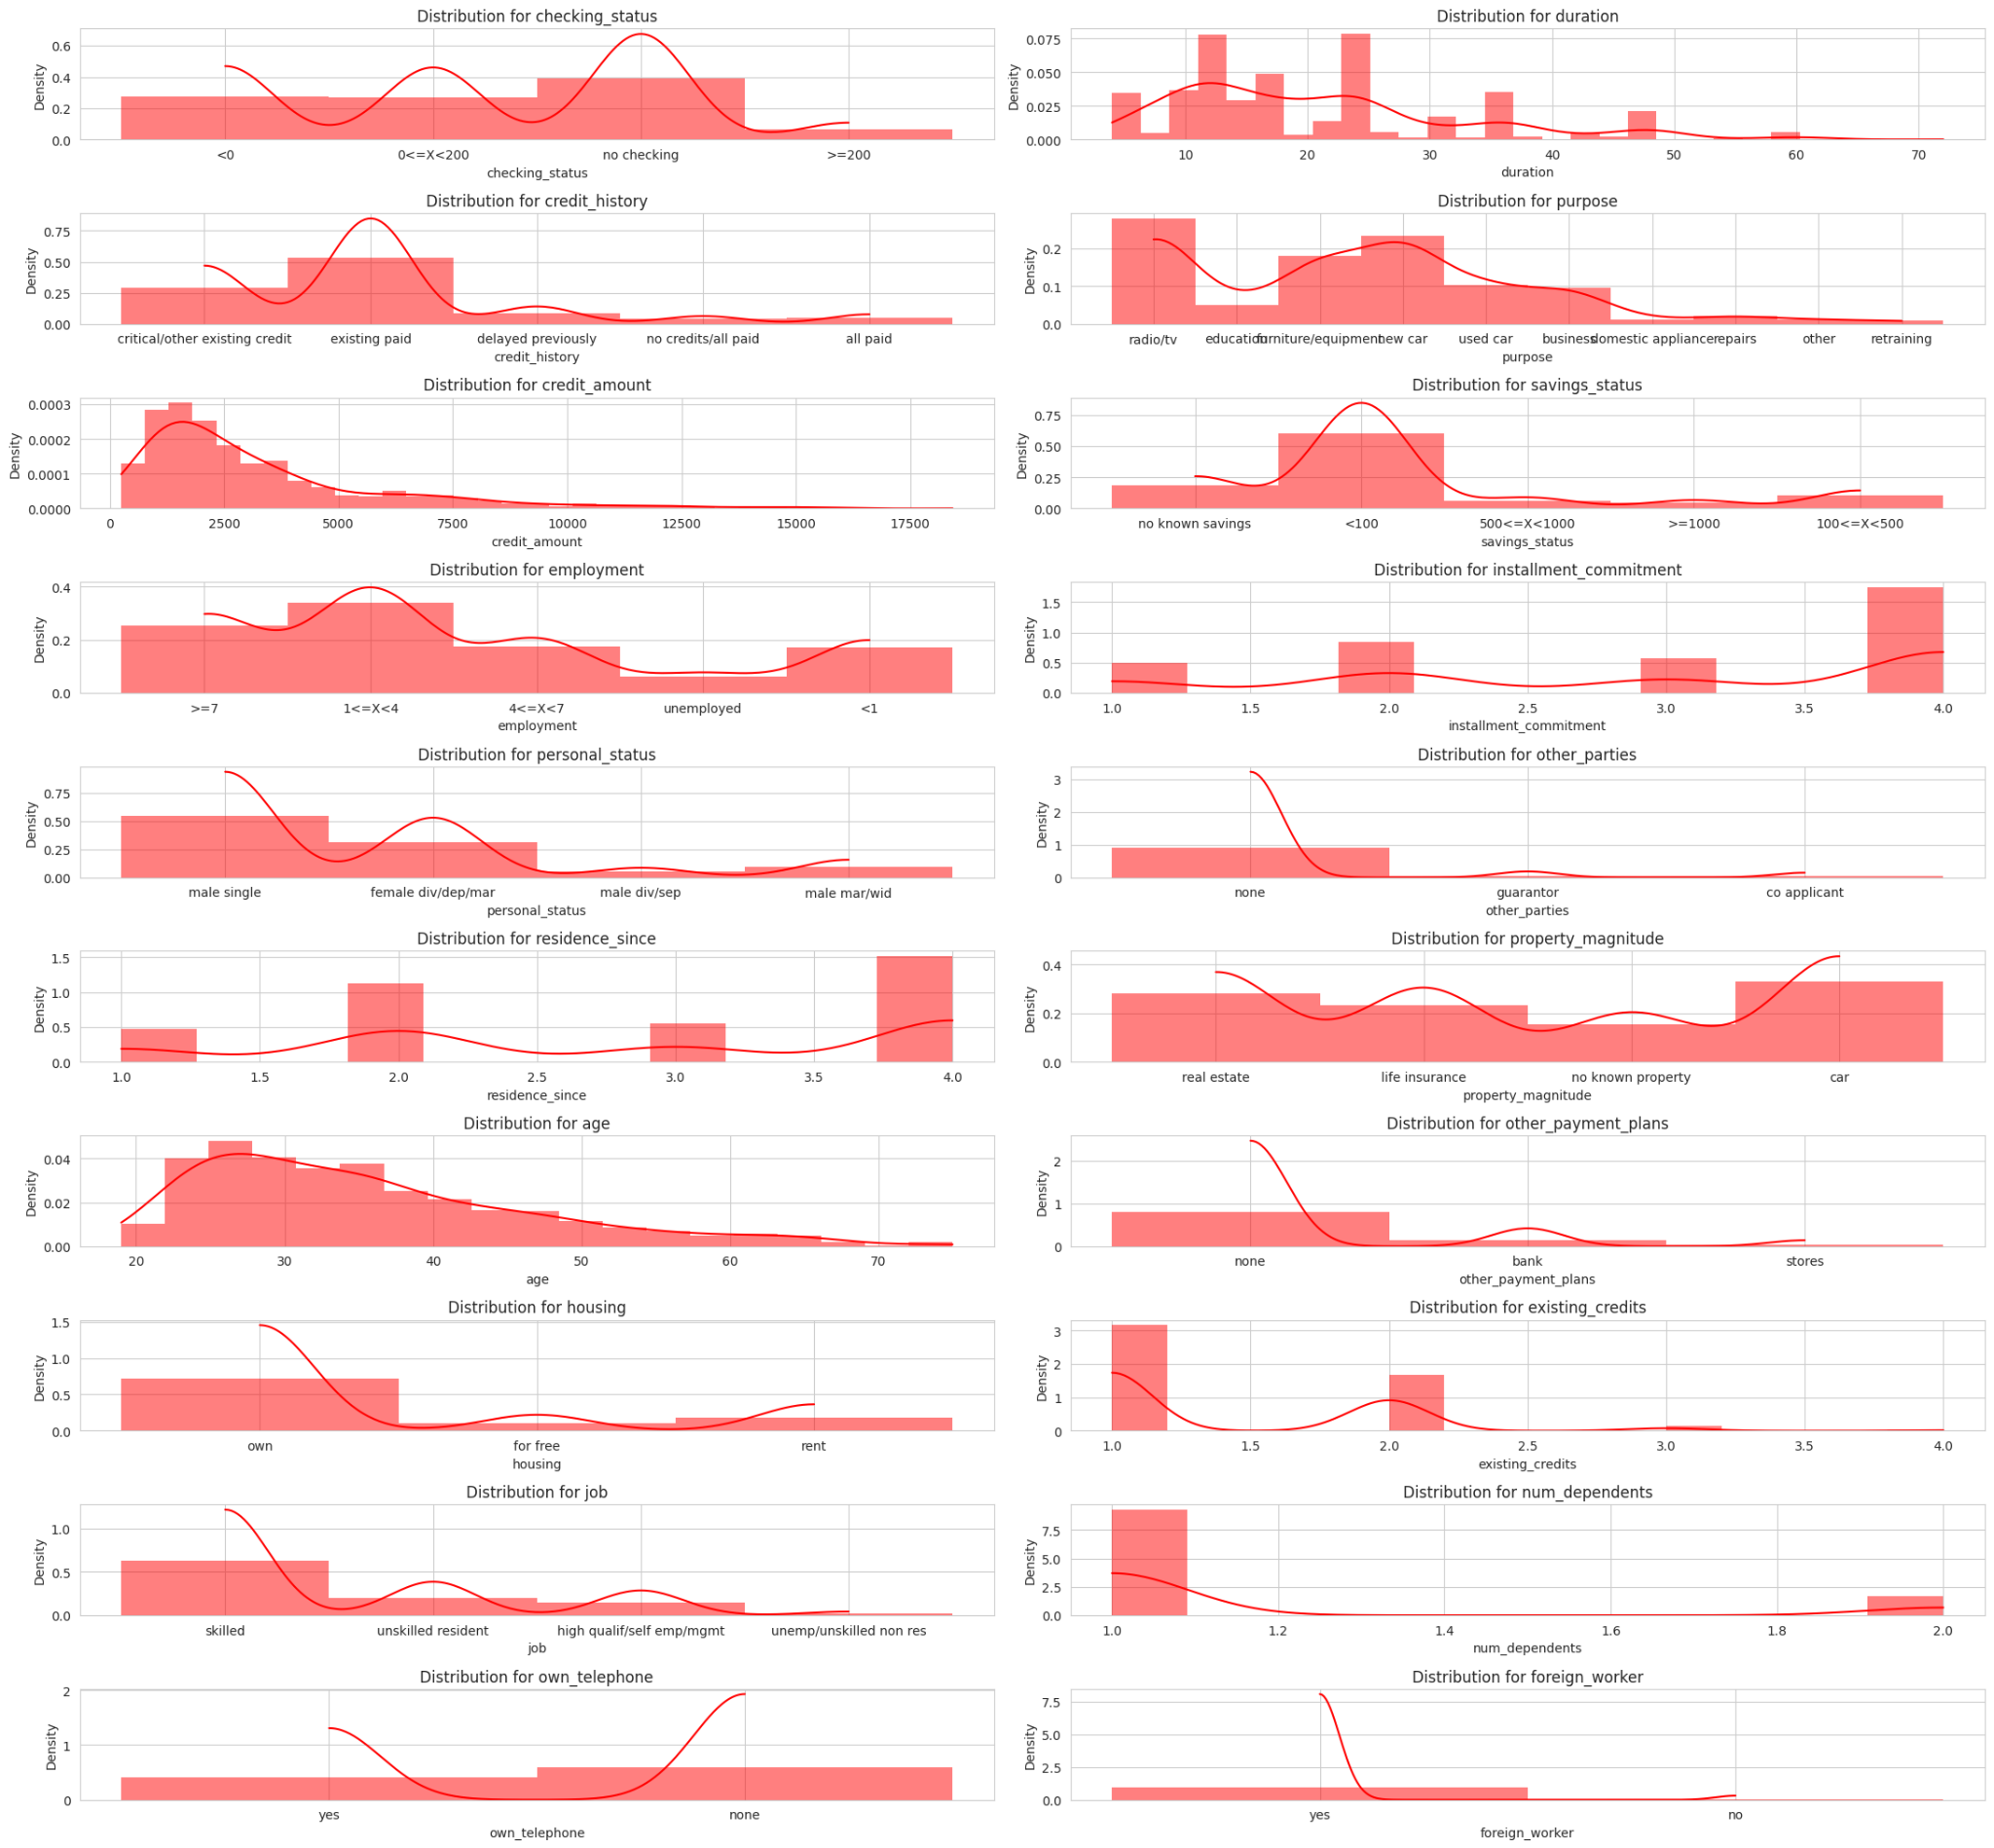 Distribution for checking_status
Density
0.6
0.4
0.2
0.0
<0 0<=X<200 no checking >=200
checking_status
Distribution for duration
Density
0.075
0.050
0.025
0.000
10 20 30 40 50 60 70
duration
Distribution for credit_history
Density
0.75
0.50
0.25
0.00
critical/other existing credit existing paid delayed previously no credits/all paid all paid
credit_history
Distribution for purpose
Density
0.2
0.1
0.0
radio/tv education furniture/equipment new car used car business domestic appliance repairs other retraining
purpose
Distribution for credit_amount
Density
0.0003
0.0002
0.0001
0.0000
0 2500 5000 7500 10000 12500 15000 17500
credit_amount
Distribution for savings_status
Density
0.75
0.50
0.25
0.00
no known savings <100 500<=X<1000 >=1000 100<=X<500
savings_status
Distribution for employment
Density
0.4
0.2
0.0
>=7 1<=X<4 4<=X<7 unemployed <1
employment
Distribution for installment_commitment
Density
1.5
1.0
0.5
0.0
1.0 1.5 2.0 2.5 3.0 3.5 4.0
installment_commitment
Distribution for personal_status
Density
0.75
0.50
0.25
0.00
male single female div/dep/mar male div/sep male mar/wid
personal_status
Distribution for other_parties
Density
3
2
1
0
none guarantor co applicant
other_parties
Distribution for residence_since
Density
1.5
1.0
0.5
0.0
1.0 1.5 2.0 2.5 3.0 3.5 4.0
residence_since
Distribution for property_magnitude
Density
0.4
0.2
0.0
real estate life insurance no known property car
property_magnitude
Distribution for age
Density
0.04
0.02
0.00
20 30 40 50 60 70
age
Distribution for other_payment_plans
Density
2
1
0
none bank stores
other_payment_plans
Distribution for housing
Density
1.5
1.0
0.5
0.0
own for free rent
housing
Distribution for existing_credits
Density
3
2
1
0
1.0 1.5 2.0 2.5 3.0 3.5 4.0
existing_credits
Distribution for job
Density
1.0
0.5
0.0
skilled unskilled resident high qualif/self emp/mgmt unemp/unskilled non res
job
Distribution for num_dependents
Density
7.5
5.0
2.5
0.0
1.0 1.2 1.4 1.6 1.8 2.0
num_dependents
Distribution for own_telephone
Density
2
1
0
yes none
own_telephone
Distribution for foreign_worker
Density
7.5
5.0
2.5
0.0
yes no
foreign_worker